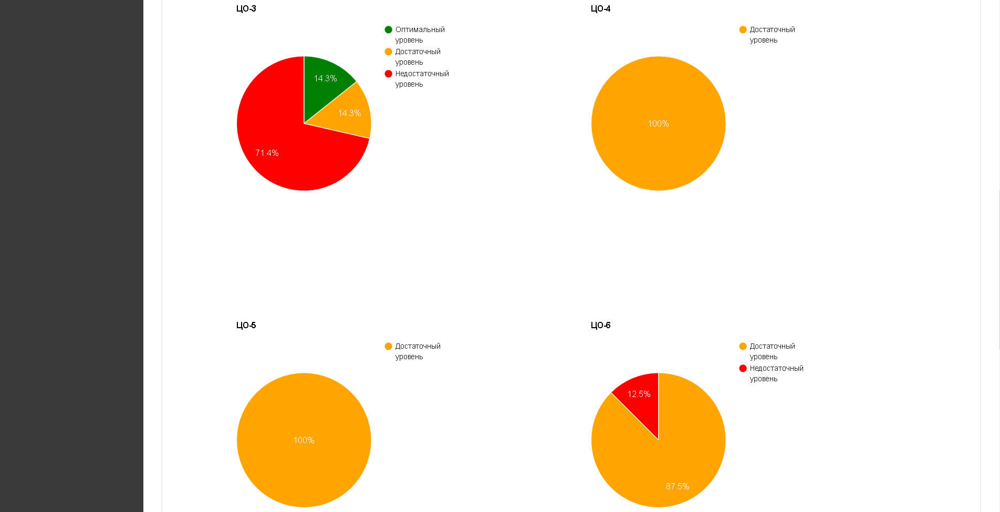 ЦО-3
Оптимальный
уровень
Достаточный
уровень
Недостаточный
уровень
14.3%
14.3%
71.4%
ЦО-4
Достаточный
уровень
100%
ЦО-5
Достаточный
уровень
100%
ЦО-6
Достаточный
уровень
Недостаточный
уровень
12.5%
87.5%